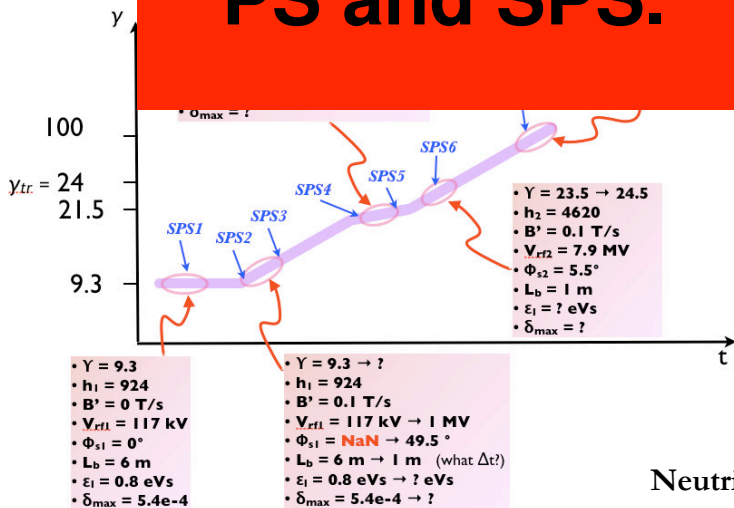 PS and SPS.
γ
• δmax = ?
100
SPS6
γtr. = 24
SPS4
SPS5
21.5
SPS1
SPS3
SPS2
9.3
• ϒ = 23.5 → 24.5
• h2 = 4620
• B' = 0.1 T/s
• Vrf2 = 7.9 MV
• Φs2 = 5.5°
• Lb = 1 m
• εl = ? eVs
• δmax = ?
t
• ϒ = 9.3
• h1 = 924
• B' = 0 T/s
• Vrf1 = 117 kV
• Φs1 = 0°
• Lb = 6 m
• εl = 0.8 eVs
• δmax = 5.4e-4
• ϒ = 9.3 → ?
• h1 = 924
• B' = 0.1 T/s
• Vrf1 = 117 kV → 1 MV
• Φs1 = NaN → 49.5 °
• Lb = 6 m → 1 m (what Δt?)
• εl = 0.8 eVs → ? eVs
• δmax = 5.4e-4 → ?
Neutri